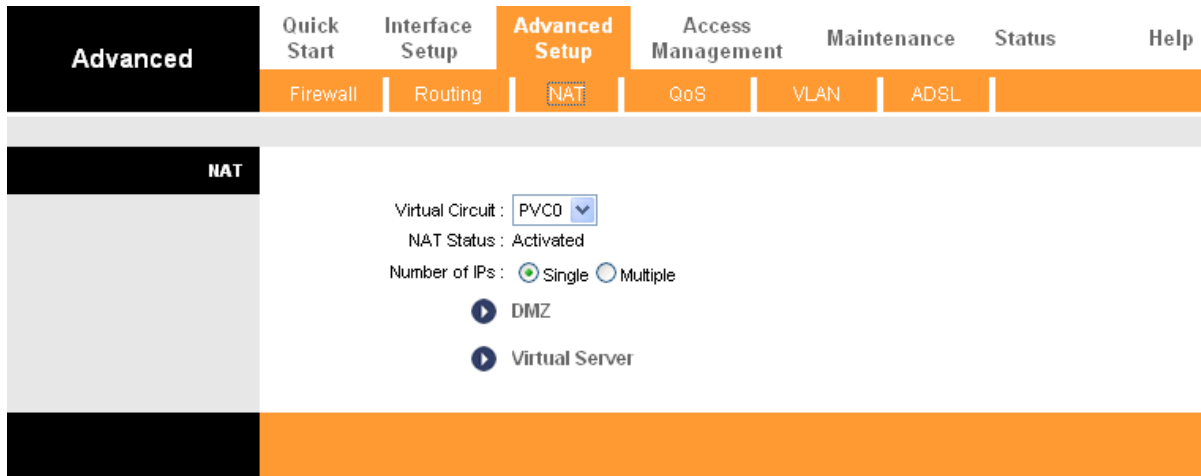 Advanced
Quick Start
Interface Setup
Advanced Setup
Access Management
Maintenance
Status
Help
Firewall
Routing
NAT
QoS
VLAN
ADSL
NAT
Virtual Circuit : PVC0
NAT Status : Activated
Number of IPs : Single Multiple
DMZ
Virtual Server